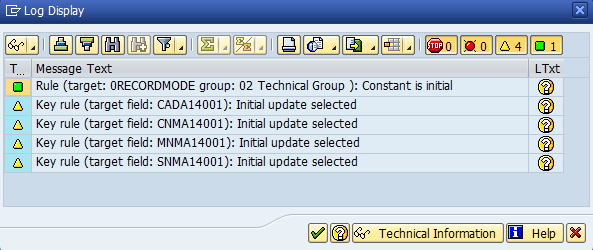 Log Display
STOP 0 0 4 1
T... Message Text LTxt
Rule (target: 0RECORDMODE group: 02 Technical Group ): Constant is initial
Key rule (target field: CADA14001): Initial update selected
Key rule (target field: CNMA14001): Initial update selected
Key rule (target field: MNMA14001): Initial update selected
Key rule (target field: SNMA14001): Initial update selected
Technical Information Help